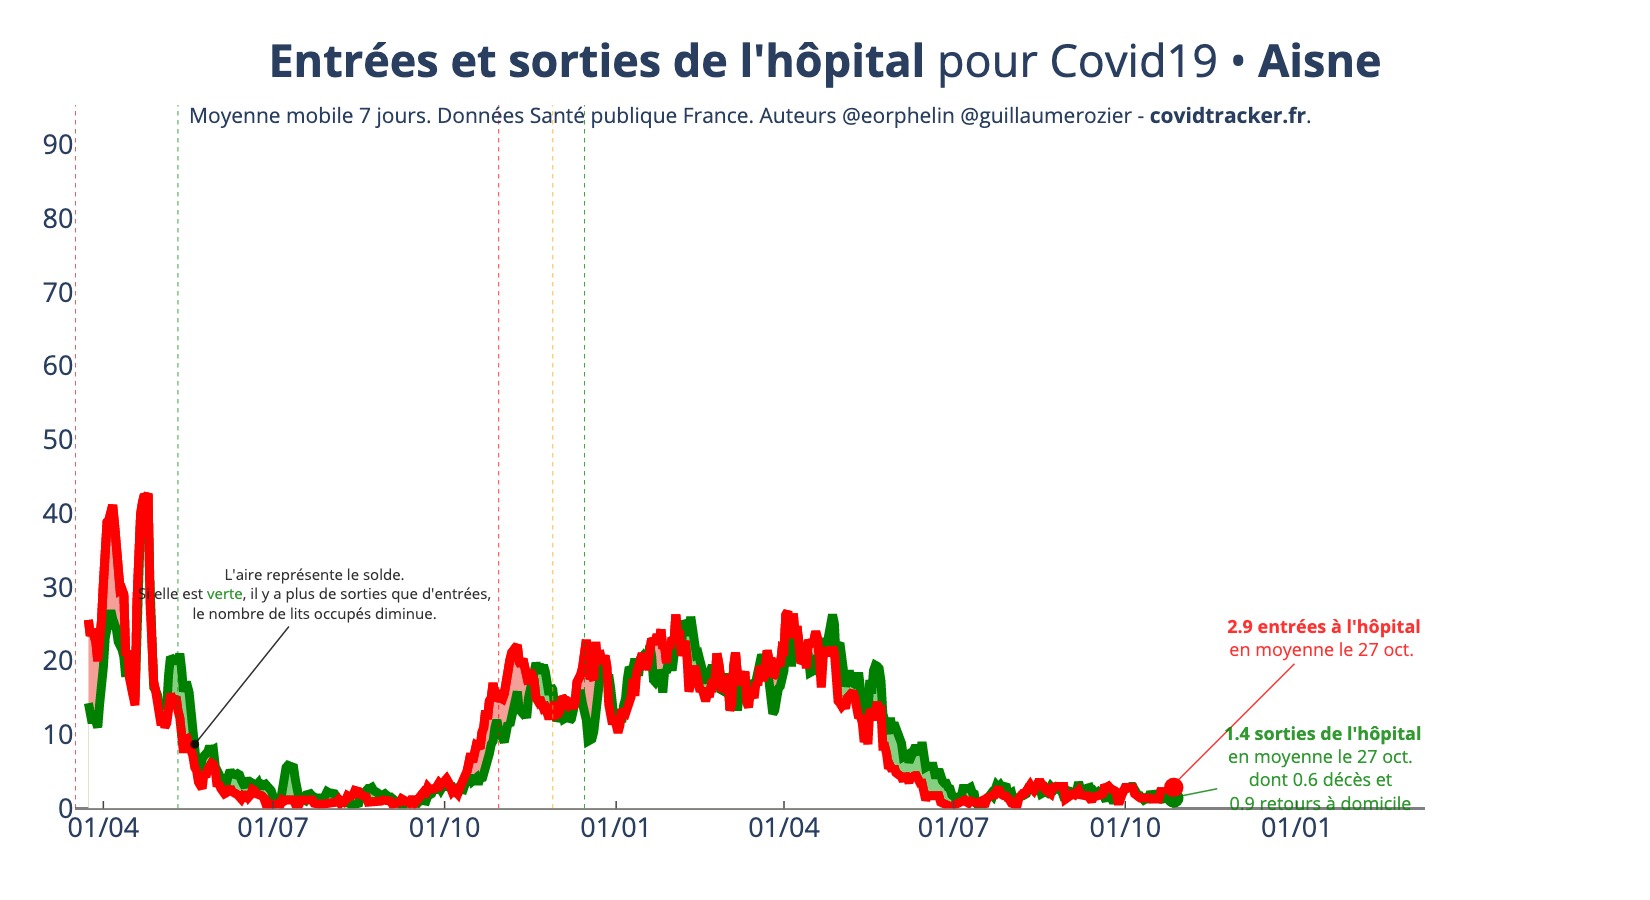 Entrées et sorties de l'hôpital pour Covid19 • Aisne
Moyenne mobile 7 jours. Données Santé publique France. Auteurs @eorphelin @guillaumerozier - covidtracker.fr.
90
80
70
60
50
40
30
20
10
0
L'aire représente le solde.
Si elle est verte, il y a plus de sorties que d'entrées,
le nombre de lits occupés diminue.
2.9 entrées à l'hôpital
en moyenne le 27 oct.
1.4 sorties de l'hôpital
en moyenne le 27 oct.
dont 0.6 décès et
0.9 retours à domicile
01/04
01/07
01/10
01/01
01/04
01/07
01/10
01/01